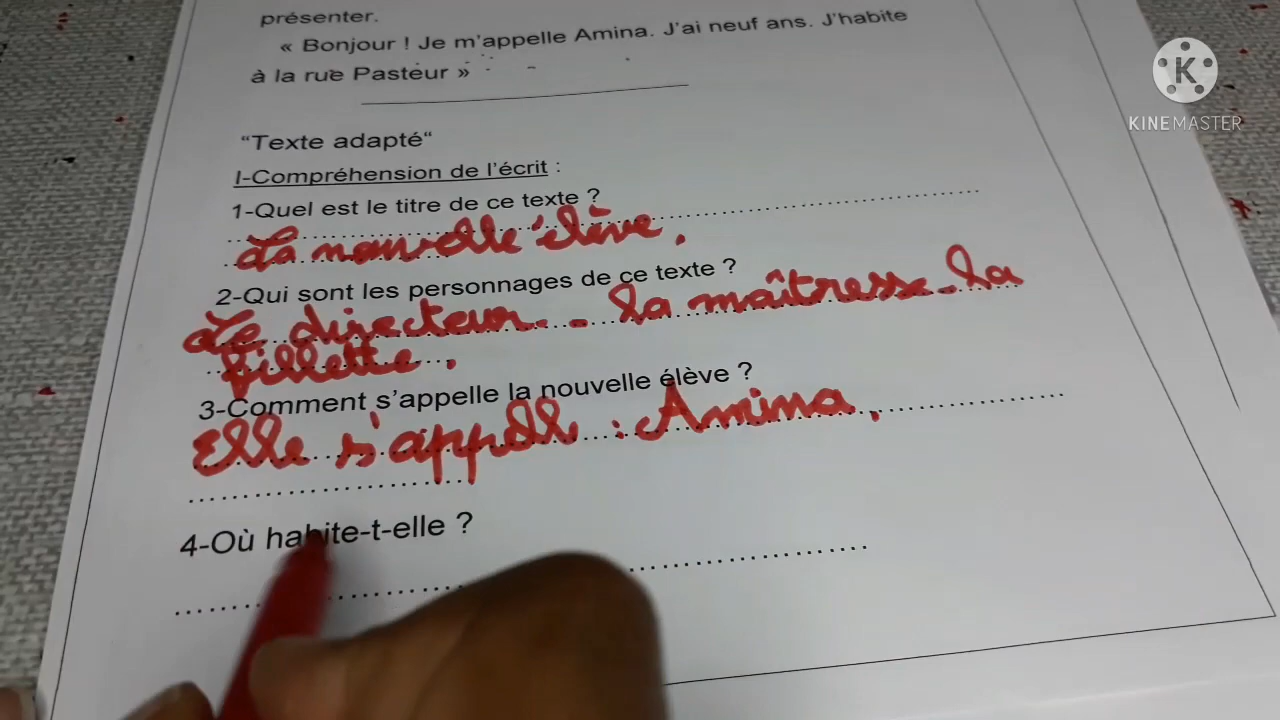 présenter.
« Bonjour ! Je m'appelle Amina. J'ai neuf ans. J'habite
à la rue Pasteur »
"Texte adapté"
I-Compréhension de l'écrit :
1-Quel est le titre de ce texte ?
La nouvelle élève.
2-Qui sont les personnages de ce texte ?
Le directeur - la maîtresse - la
fillette.
3-Comment s'appelle la nouvelle élève ?
Elle s'appelle : Amina.
4-Où habite-t-elle ?
K
KINEMASTER